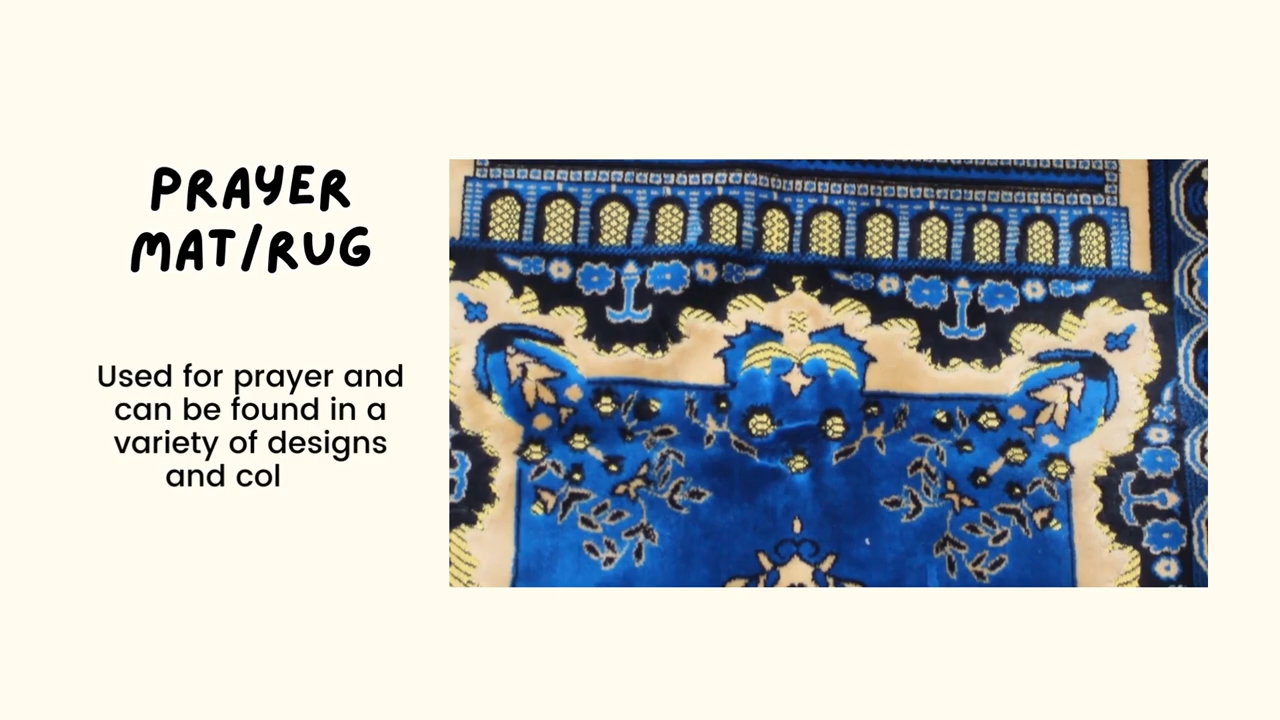 PRAYER
MAT/RUG
Used for prayer and
can be found in a
variety of designs
and col